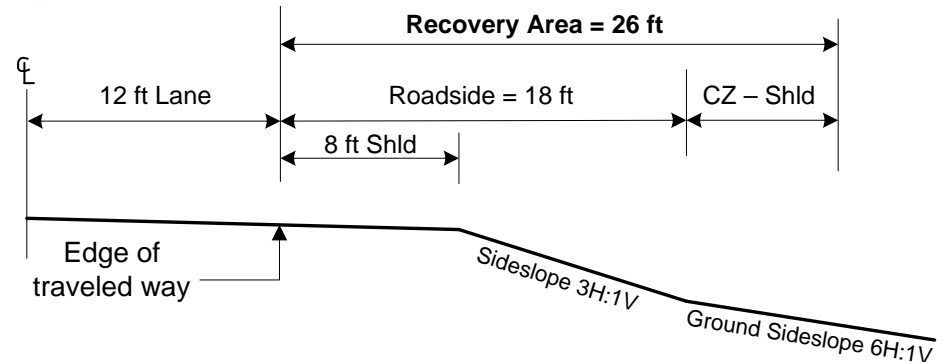 Recovery Area = 26 ft
℄
12 ft Lane
Roadside = 18 ft
CZ – Shld
8 ft Shld
Edge of
traveled way
Sideslope 3H:1V
Ground Sideslope 6H:1V